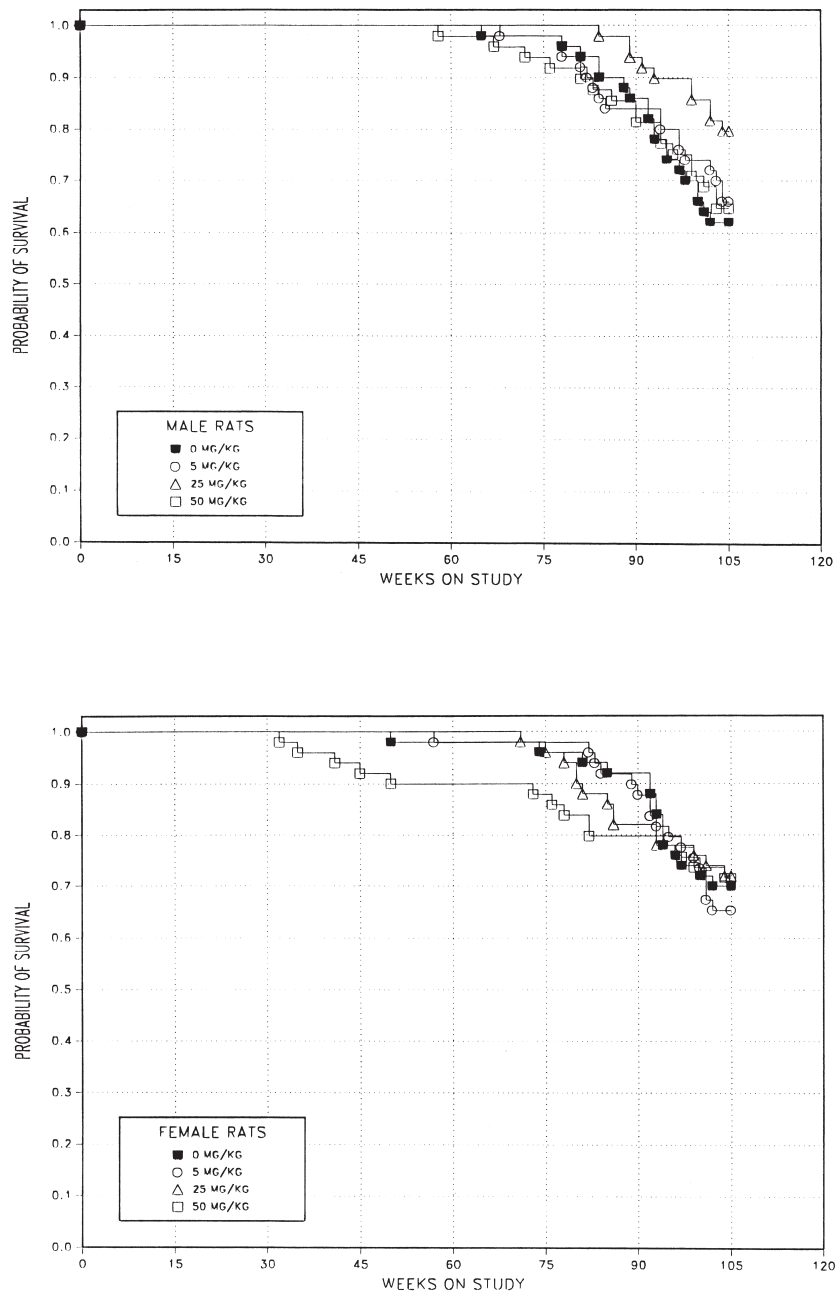 1.0
0.9
0.8
0.7
0.6
0.5
0.4
0.3
0.2
0.1
0.0
PROBABILITY OF SURVIVAL
MALE RATS
0 MG/KG
5 MG/KG
25 MG/KG
50 MG/KG
0 15 30 45 60 75 90 105 120
WEEKS ON STUDY
1.0
0.9
0.8
0.7
0.6
0.5
0.4
0.3
0.2
0.1
0.0
PROBABILITY OF SURVIVAL
FEMALE RATS
0 MG/KG
5 MG/KG
25 MG/KG
50 MG/KG
0 15 30 45 60 75 90 105 120
WEEKS ON STUDY